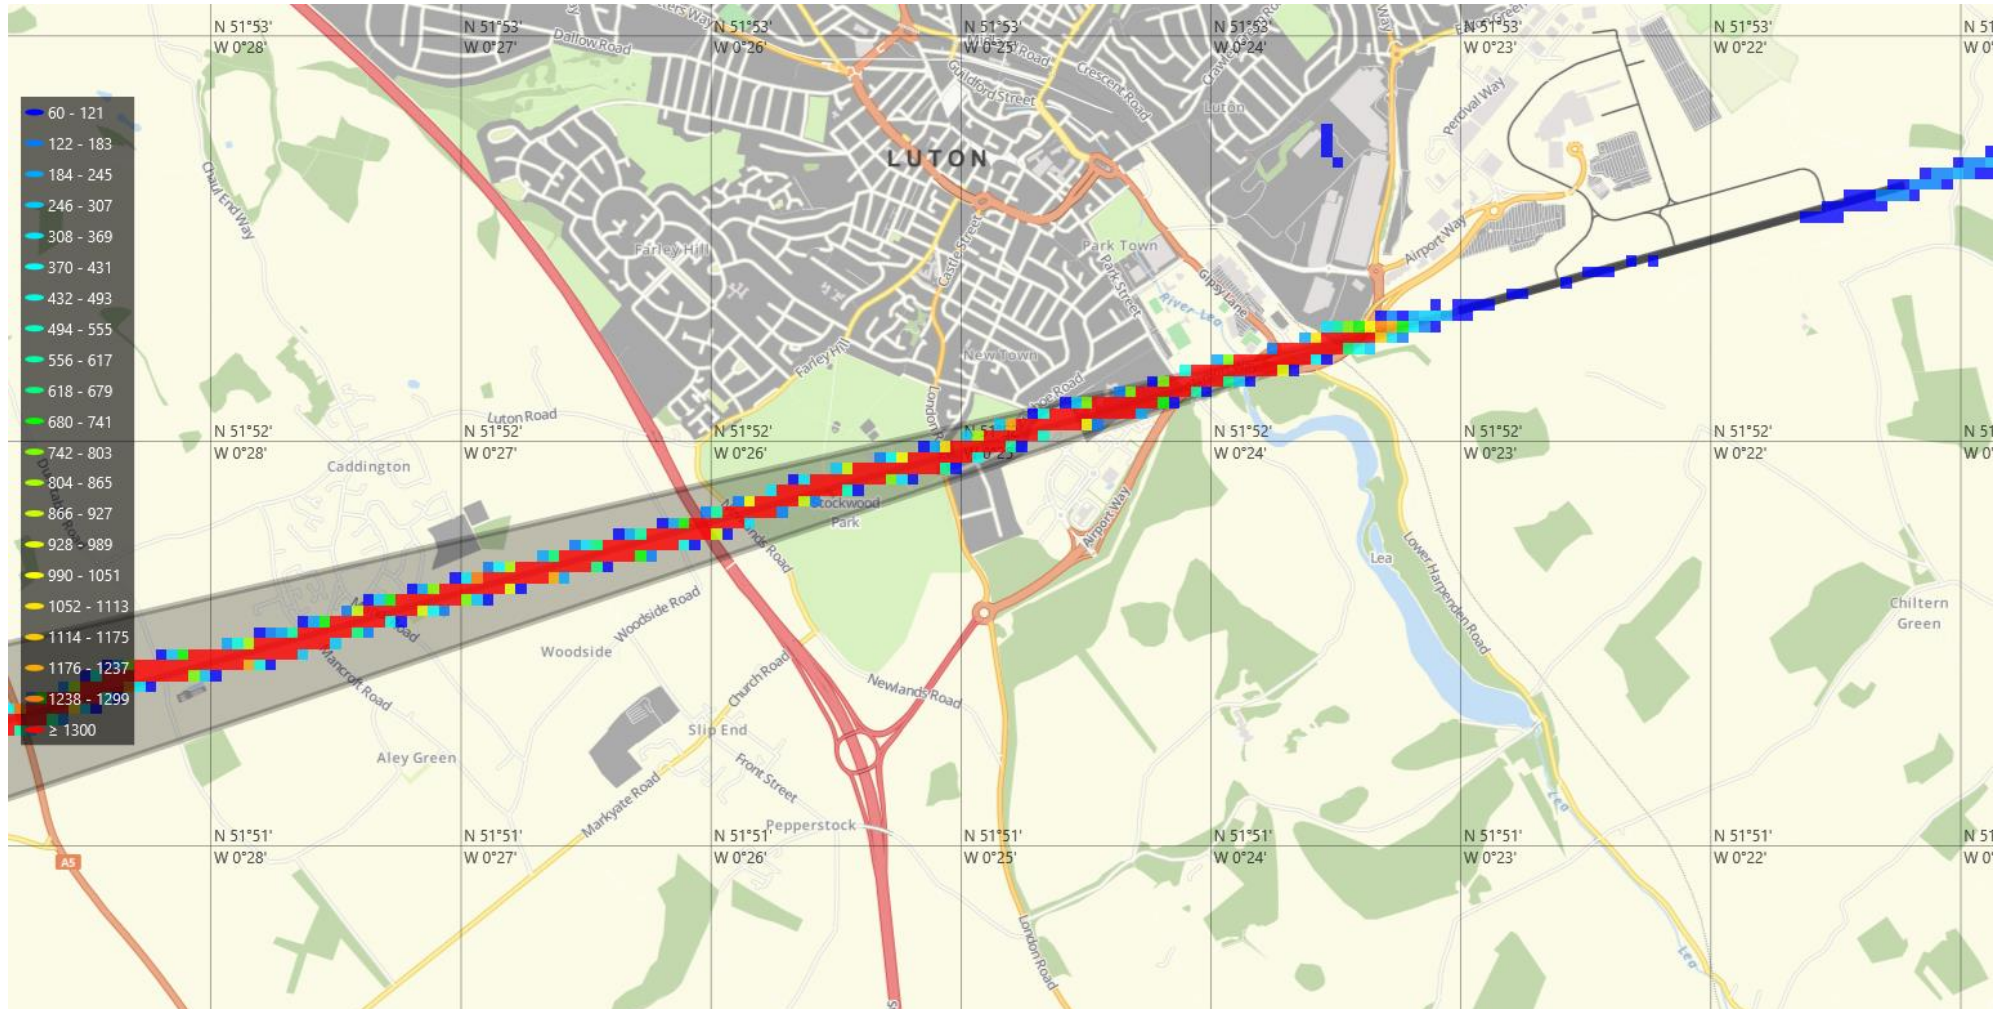 N 51°53'
W 0°28'
N 51°53'
W 0°27'
N 51°53'
W 0°26'
N 51°53'
W 0°25'
N 51°53'
W 0°24'
N 51°53'
W 0°23'
N 51°53'
W 0°22'
Dallow Road
Guildford Street
Crescent Road
Luton
Percival Way
Way
LUTON
Chaul End Way
Farley Hill
Castle Street
Park Town
Park Street
Gipsy Lane
River Lea
Airport Way
New Town
Farley Hill
60 - 121
122 - 183
184 - 245
246 - 307
308 - 369
370 - 431
432 - 493
494 - 555
556 - 617
618 - 679
680 - 741
742 - 803
804 - 865
866 - 927
928 - 989
990 - 1051
1052 - 1113
1114 - 1175
1176 - 1237
1238 - 1299
≥ 1300
Luton Road
N 51°52'
W 0°28'
N 51°52'
W 0°27'
N 51°52'
W 0°26'
N 51°52'
W 0°24'
N 51°52'
W 0°23'
N 51°52'
W 0°22'
Caddington
Park
Airport Way
Lea
Lower Harpenden Road
Chiltern
Green
Woodside Road
Woodside
Mancroft Road
Church Road
Newlands Road
Slip End
Aley Green
Front Street
Markyate Road
Pepperstock
Lea
A5
N 51°51'
W 0°28'
N 51°51'
W 0°27'
N 51°51'
W 0°26'
N 51°51'
W 0°25'
N 51°51'
W 0°24'
N 51°51'
W 0°23'
N 51°51'
W 0°22'
London Road
Lea